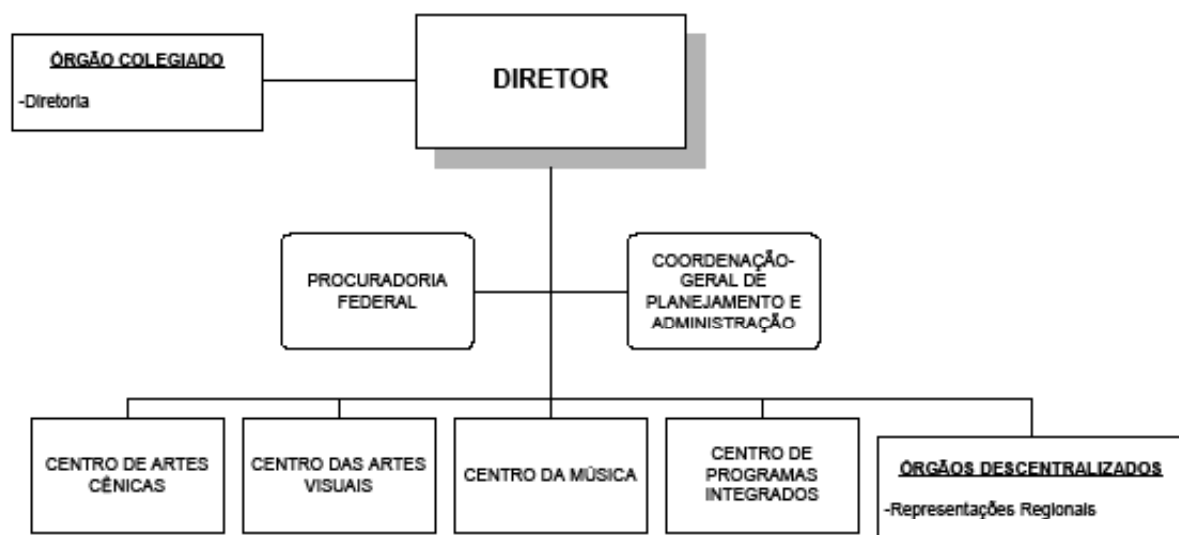 ÓRGÃO COLEGIADO
-Diretoria
DIRETOR
PROCURADORIA
FEDERAL
COORDENAÇÃO-
GERAL DE
PLANEJAMENTO E
ADMINISTRAÇÃO
CENTRO DE ARTES
CÊNICAS
CENTRO DAS ARTES
VISUAIS
CENTRO DA MÚSICA
CENTRO DE
PROGRAMAS
INTEGRADOS
ÓRGÃOS DESCENTRALIZADOS
-Representações Regionais